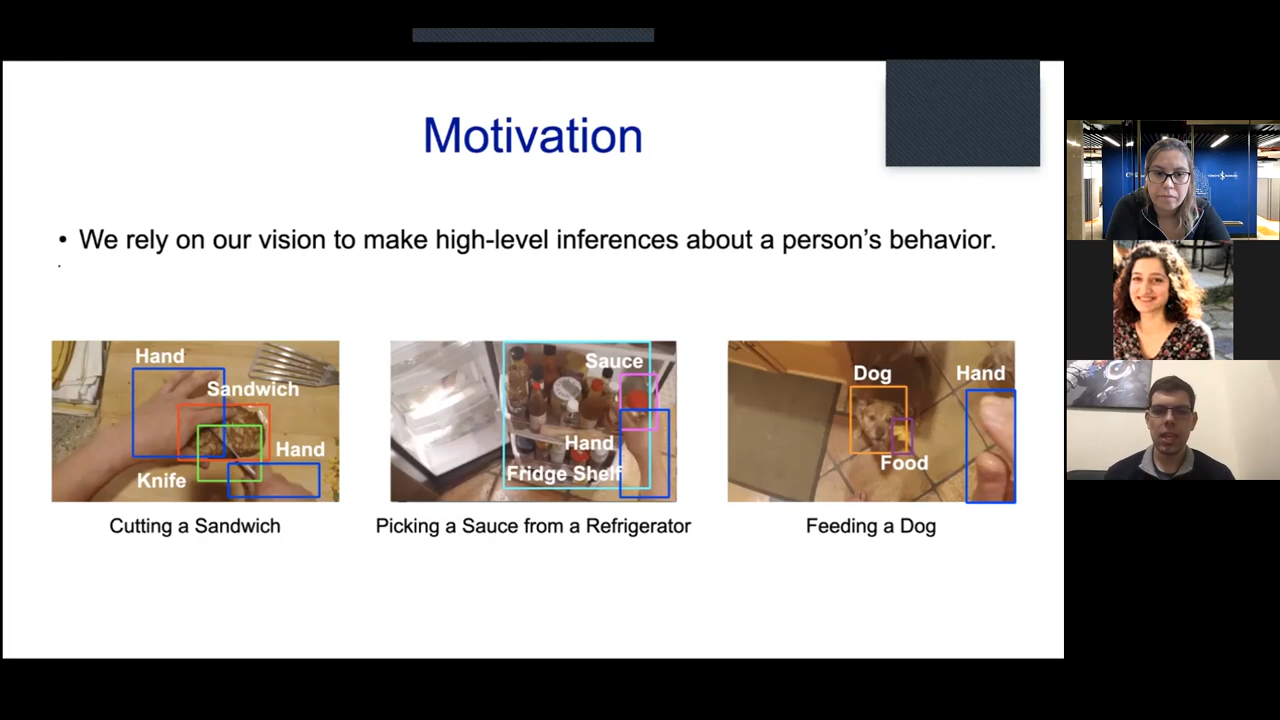 Motivation
• We rely on our vision to make high-level inferences about a person's behavior.
Hand
Sandwich
Hand
Knife
Cutting a Sandwich
Sauce
Hand
Fridge Shelf
Picking a Sauce from a Refrigerator
Dog
Hand
Food
Feeding a Dog